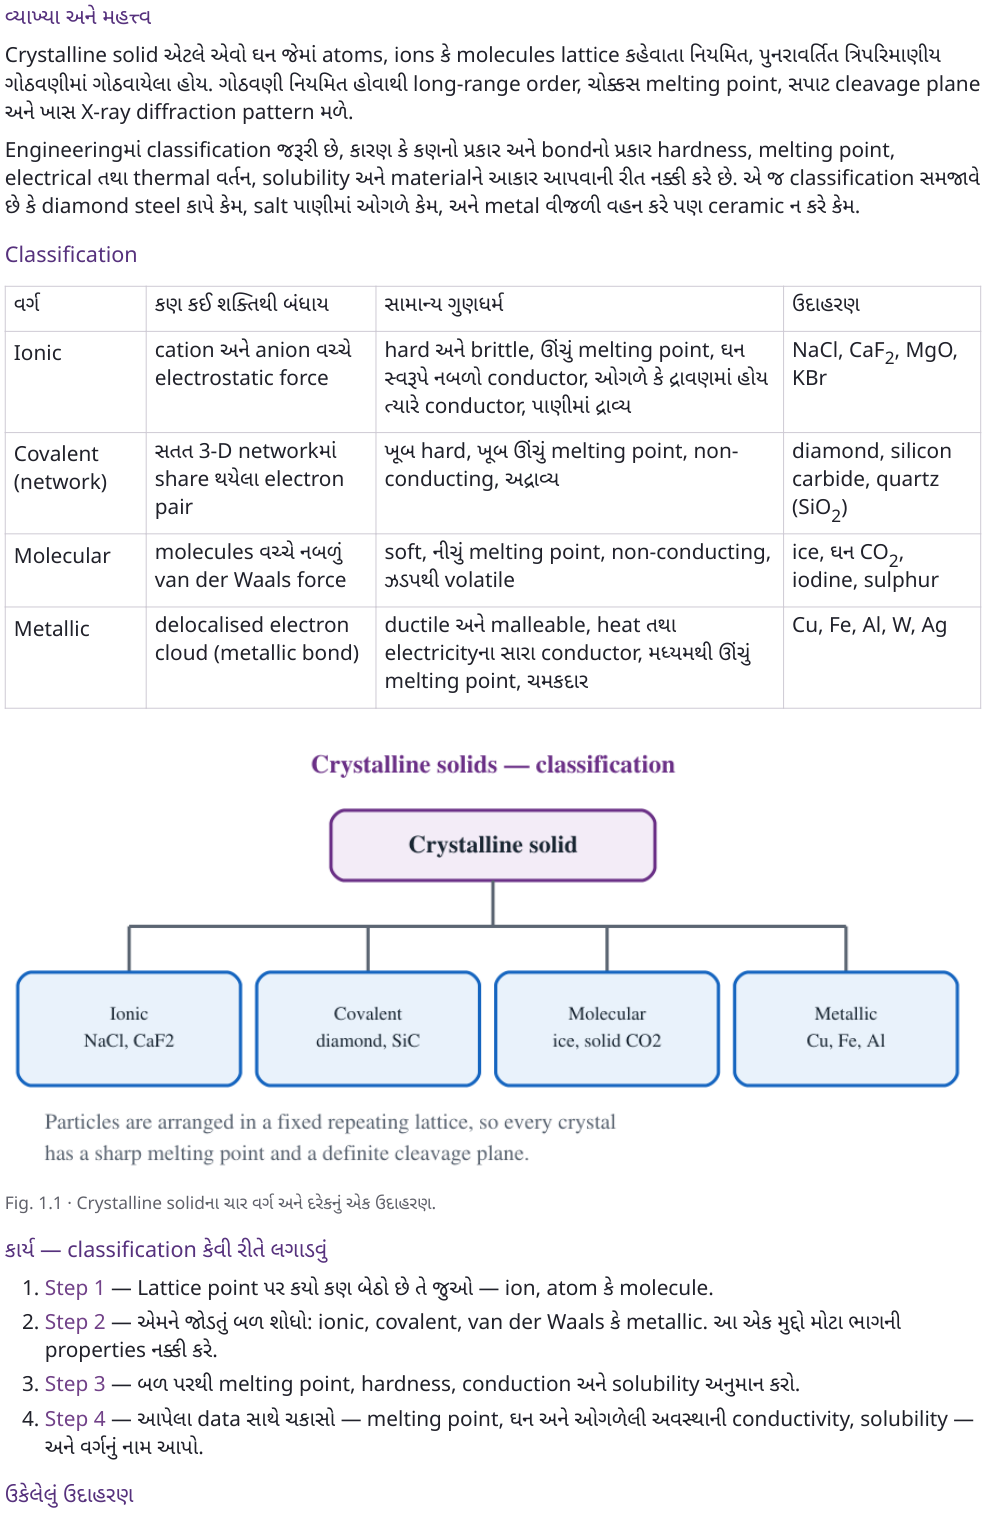 વ્યાખ્યા અને મહત્ત્વ
Crystalline solid એટલે એવો ઘન જેમાં atoms, ions કે molecules lattice કહેવાતા નિયમિત, પુનરાવર્તિત ત્રિપરિમાણીય
ગોઠવણીમાં ગોઠવાયેલા હોય. ગોઠવણી નિયમિત હોવાથી long-range order, ચોક્કસ melting point, સપાટ cleavage plane
અને ખાસ X-ray diffraction pattern મળે.
Engineeringમાં classification જરૂરી છે, કારણ કે કણનો પ્રકાર અને bondનો પ્રકાર hardness, melting point,
electrical તથા thermal વર્તન, solubility અને materialને આકાર આપવાની રીત નક્કી કરે છે. એ જ classification સમજાવે
છે કે diamond steel કાપે કેમ, salt પાણીમાં ઓગળે કેમ, અને metal વીજળી વહન કરે પણ ceramic ન કરે કેમ.
Classification
વર્ગ
કણ કઈ શક્તિથી બંધાય
સામાન્ય ગુણધર્મ
ઉદાહરણ
Ionic
cation અને anion વચ્ચે
electrostatic force
hard અને brittle, ઊંચું melting point, ઘન
સ્વરૂપે નબળો conductor, ઓગળે કે દ્રાવણમાં હોય
ત્યારે conductor, પાણીમાં દ્રાવ્ય
NaCl, CaF2, MgO,
KBr
Covalent
(network)
સતત 3-D networkમાં
share થયેલા electron
pair
ખૂબ hard, ખૂબ ઊંચું melting point, non-
conducting, અદ્રાવ્ય
diamond, silicon
carbide, quartz
(SiO2)
Molecular
molecules વચ્ચે નબળું
van der Waals force
soft, નીચું melting point, non-conducting,
ઝડપથી volatile
ice, ઘન CO2,
iodine, sulphur
Metallic
delocalised electron
cloud (metallic bond)
ductile અને malleable, heat તથા
electricityના સારા conductor, મધ્યમથી ઊંચું
melting point, ચમકદાર
Cu, Fe, Al, W, Ag
Crystalline solids — classification
Crystalline solid
Ionic
NaCl, CaF2
Covalent
diamond, SiC
Molecular
ice, solid CO2
Metallic
Cu, Fe, Al
Particles are arranged in a fixed repeating lattice, so every crystal
has a sharp melting point and a definite cleavage plane.
Fig. 1.1 · Crystalline solidના ચાર વર્ગ અને દરેકનું એક ઉદાહરણ.
કાર્ય — classification કેવી રીતે લગાડવું
1. Step 1 — Lattice point પર કયો કણ બેઠો છે તે જુઓ — ion, atom કે molecule.
2. Step 2 — એમને જોડતું બળ શોધો: ionic, covalent, van der Waals કે metallic. આ એક મુદ્દો મોટા ભાગની
properties નક્કી કરે.
3. Step 3 — બળ પરથી melting point, hardness, conduction અને solubility અનુમાન કરો.
4. Step 4 — આપેલા data સાથે ચકાસો — melting point, ઘન અને ઓગળેલી અવસ્થાની conductivity, solubility —
અને વર્ગનું નામ આપો.
ઉકેલેલું ઉદાહરણ